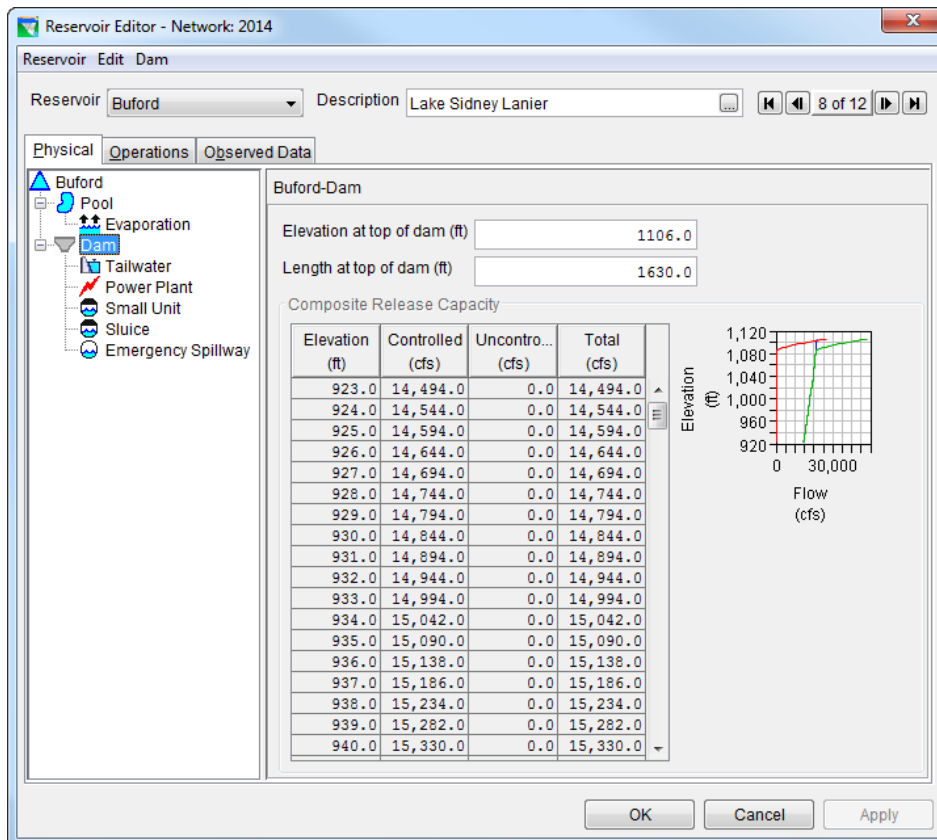 Reservoir Editor - Network: 2014
Reservoir Edit Dam
Reservoir Buford Description Lake Sidney Lanier ... 8 of 12
Physical Operations Observed Data
Buford
Pool
Evaporation
Dam
Tailwater
Power Plant
Small Unit
Sluice
Emergency Spillway
Buford-Dam
Elevation at top of dam (ft) 1106.0
Length at top of dam (ft) 1630.0
Composite Release Capacity
Elevation Controlled Uncontro... Total
(ft) (cfs) (cfs) (cfs)
923.0 14,494.0 0.0 14,494.0
924.0 14,544.0 0.0 14,544.0
925.0 14,594.0 0.0 14,594.0
926.0 14,644.0 0.0 14,644.0
927.0 14,694.0 0.0 14,694.0
928.0 14,744.0 0.0 14,744.0
929.0 14,794.0 0.0 14,794.0
930.0 14,844.0 0.0 14,844.0
931.0 14,894.0 0.0 14,894.0
932.0 14,944.0 0.0 14,944.0
933.0 14,994.0 0.0 14,994.0
934.0 15,042.0 0.0 15,042.0
935.0 15,090.0 0.0 15,090.0
936.0 15,138.0 0.0 15,138.0
937.0 15,186.0 0.0 15,186.0
938.0 15,234.0 0.0 15,234.0
939.0 15,282.0 0.0 15,282.0
940.0 15,330.0 0.0 15,330.0
Elevation
(ft)
1,120
1,080
1,040
1,000
960
920
0 30,000
Flow
(cfs)
OK Cancel Apply